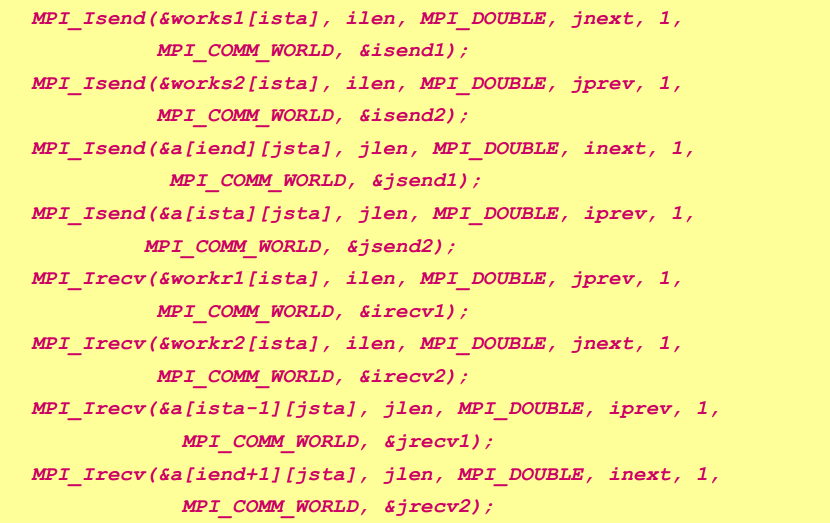 MPI_Isend(&works1[ista], ilen, MPI_DOUBLE, jnext, 1,
MPI_COMM_WORLD, &isend1);
MPI_Isend(&works2[ista], ilen, MPI_DOUBLE, jprev, 1,
MPI_COMM_WORLD, &isend2);
MPI_Isend(&a[iend][jsta], jlen, MPI_DOUBLE, inext, 1,
MPI_COMM_WORLD, &jsend1);
MPI_Isend(&a[ista][jsta], jlen, MPI_DOUBLE, iprev, 1,
MPI_COMM_WORLD, &jsend2);
MPI_Irecv(&workr1[ista], ilen, MPI_DOUBLE, jprev, 1,
MPI_COMM_WORLD, &irecv1);
MPI_Irecv(&workr2[ista], ilen, MPI_DOUBLE, jnext, 1,
MPI_COMM_WORLD, &irecv2);
MPI_Irecv(&a[ista-1][jsta], jlen, MPI_DOUBLE, iprev, 1,
MPI_COMM_WORLD, &jrecv1);
MPI_Irecv(&a[iend+1][jsta], jlen, MPI_DOUBLE, inext, 1,
MPI_COMM_WORLD, &jrecv2);